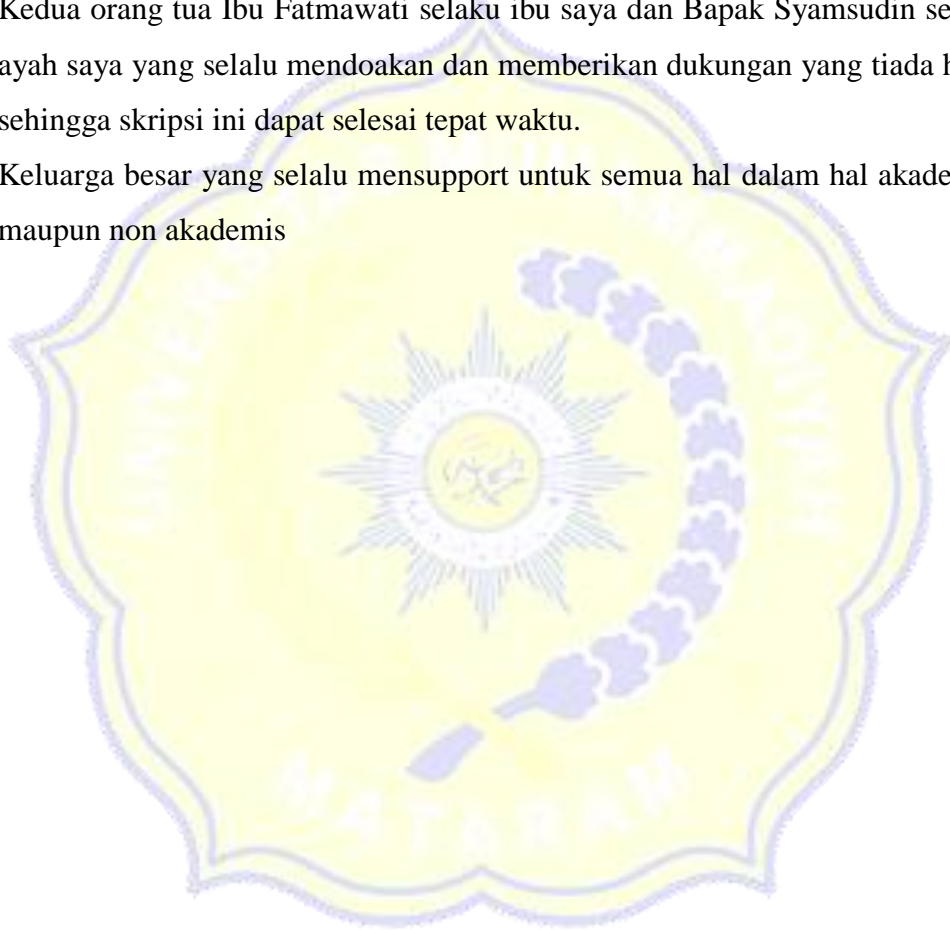 Kedua orang tua Ibu Fatmawati selaku ibu saya dan Bapak Syamsudin se
ayah saya yang selalu mendoakan dan memberikan dukungan yang tiada h
sehingga skripsi ini dapat selesai tepat waktu.
Keluarga besar yang selalu mensupport untuk semua hal dalam hal akade
maupun non akademis
MATARAM